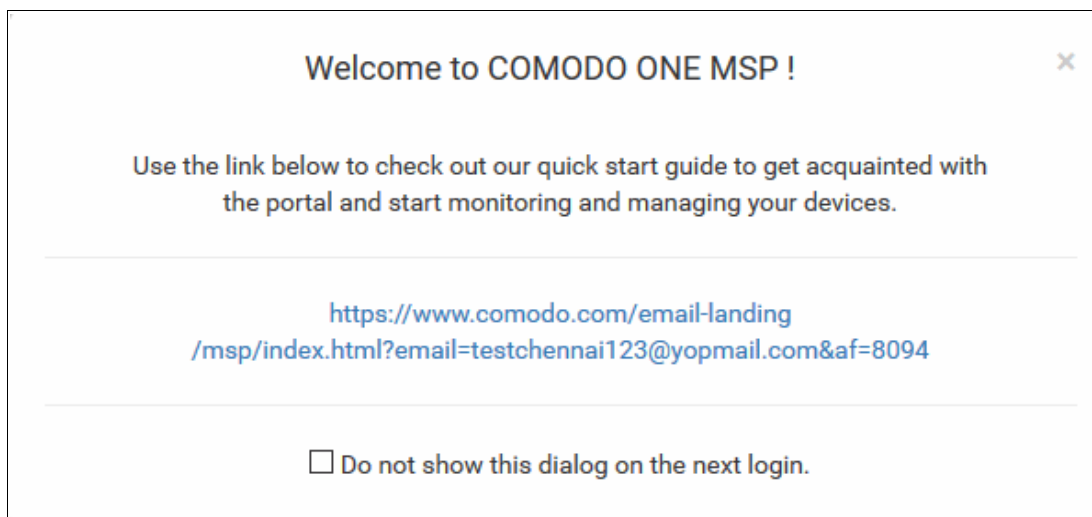 Welcome to COMODO ONE MSP !
Use the link below to check out our quick start guide to get acquainted with
the portal and start monitoring and managing your devices.
https://www.comodo.com/email-landing
/msp/index.html?email=testchennai123@yopmail.com&af=8094
Do not show this dialog on the next login.